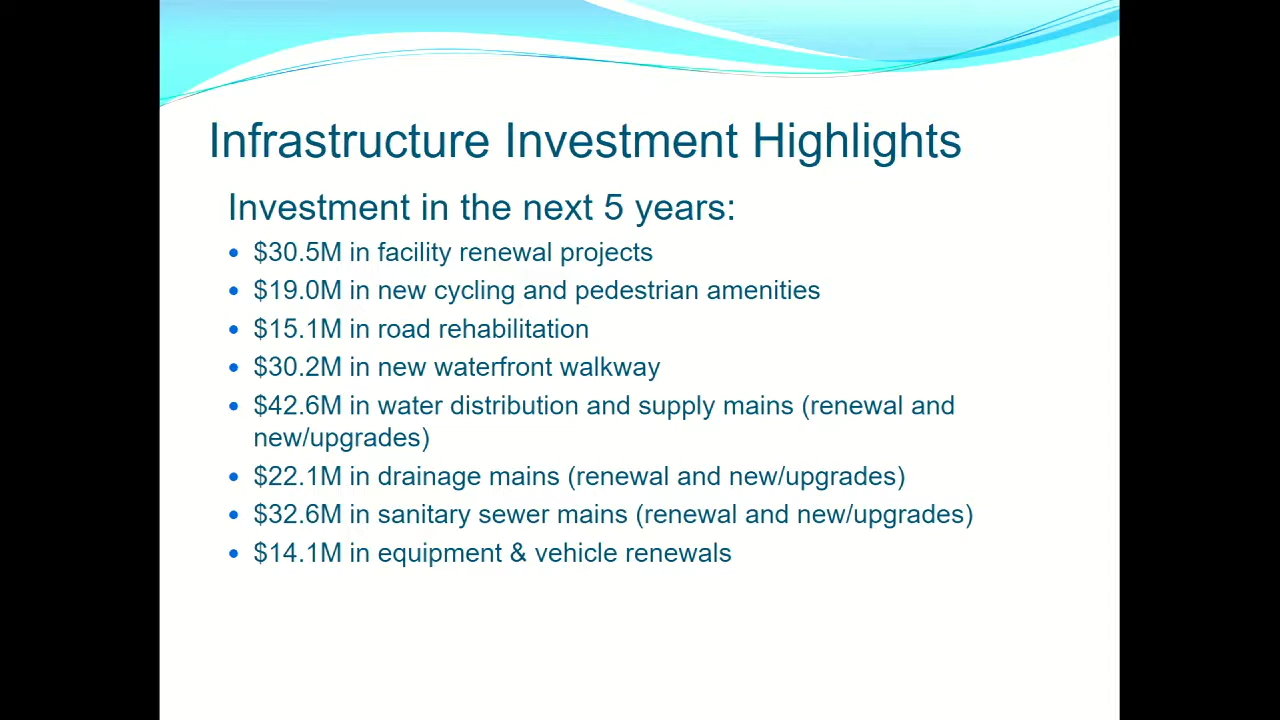 Infrastructure Investment Highlights
Investment in the next 5 years:
• $30.5M in facility renewal projects
• $19.0M in new cycling and pedestrian amenities
• $15.1M in road rehabilitation
• $30.2M in new waterfront walkway
• $42.6M in water distribution and supply mains (renewal and
new/upgrades)
• $22.1M in drainage mains (renewal and new/upgrades)
• $32.6M in sanitary sewer mains (renewal and new/upgrades)
• $14.1M in equipment & vehicle renewals